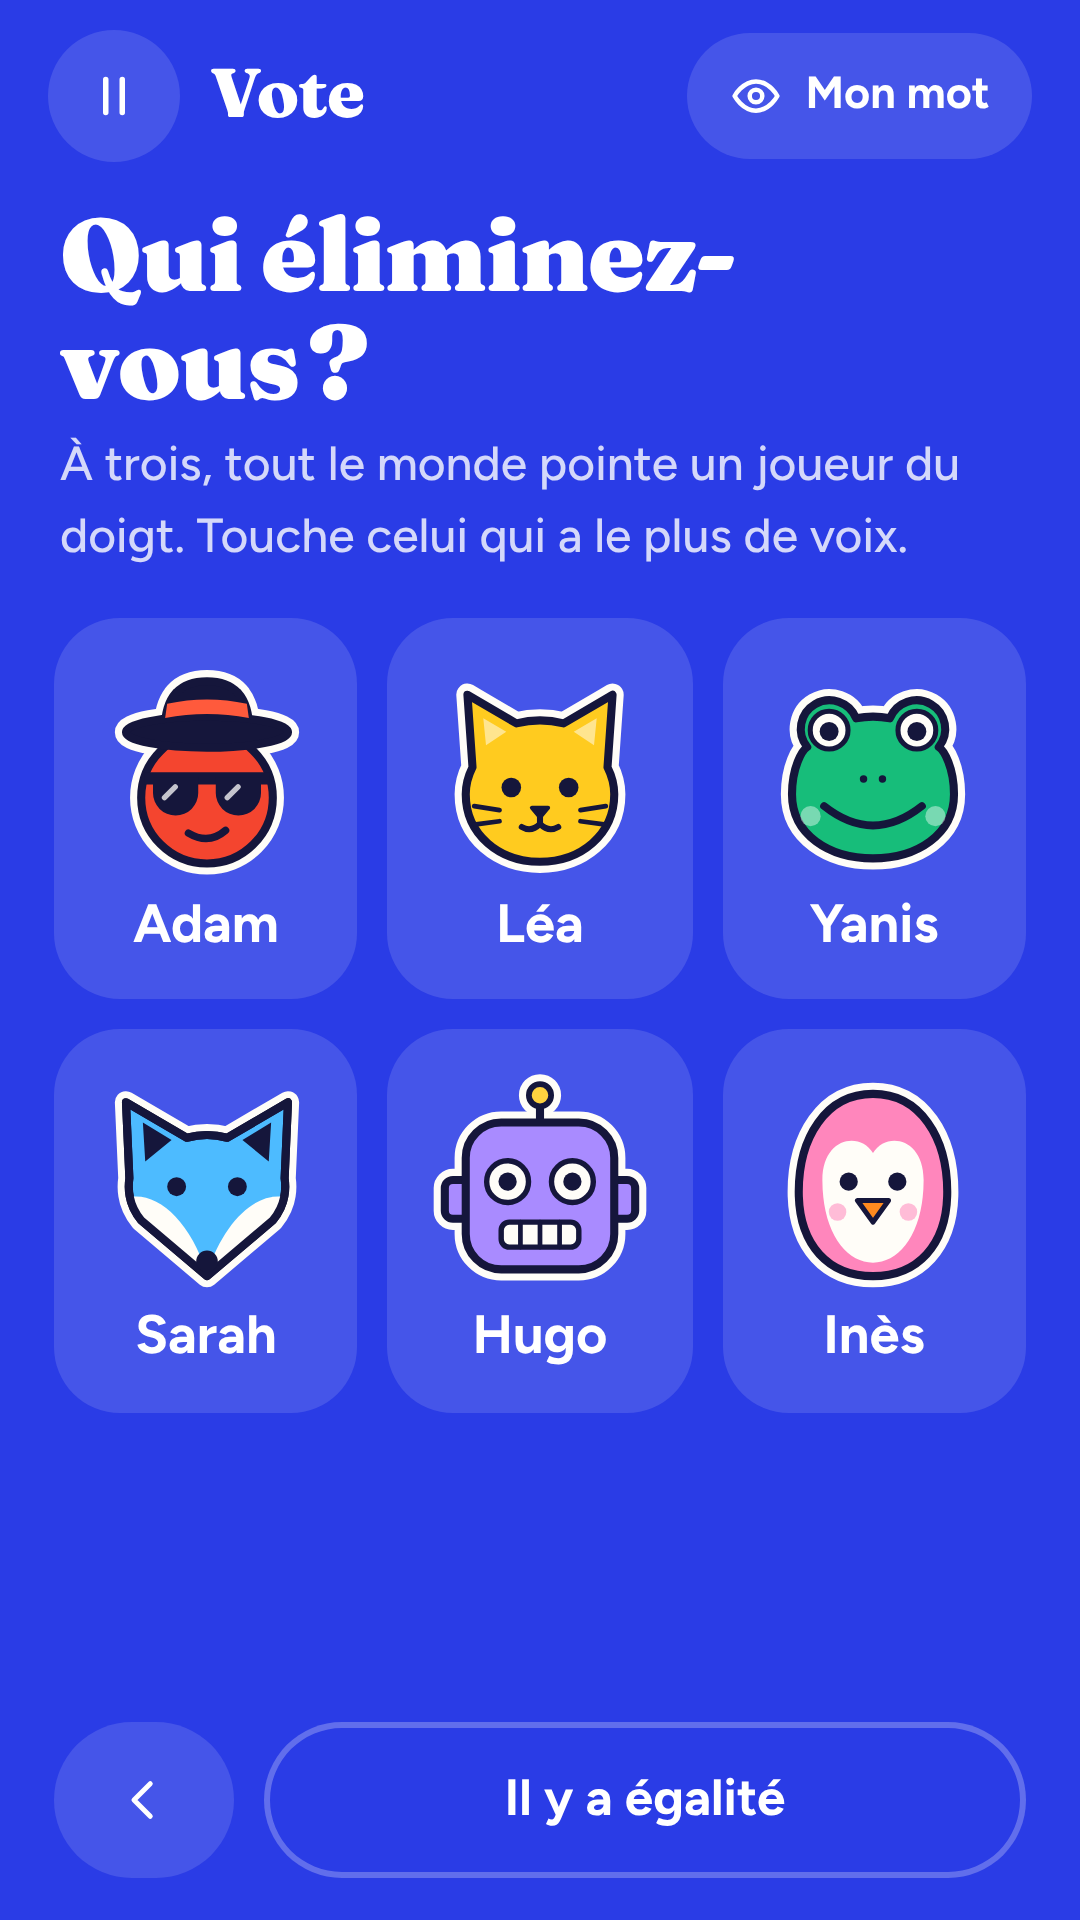 Vote
Mon mot
Qui éliminez-
vous ?
À trois, tout le monde pointe un joueur du
doigt. Touche celui qui a le plus de voix.
Adam
Léa
Yanis
Sarah
Hugo
Inès
Il y a égalité